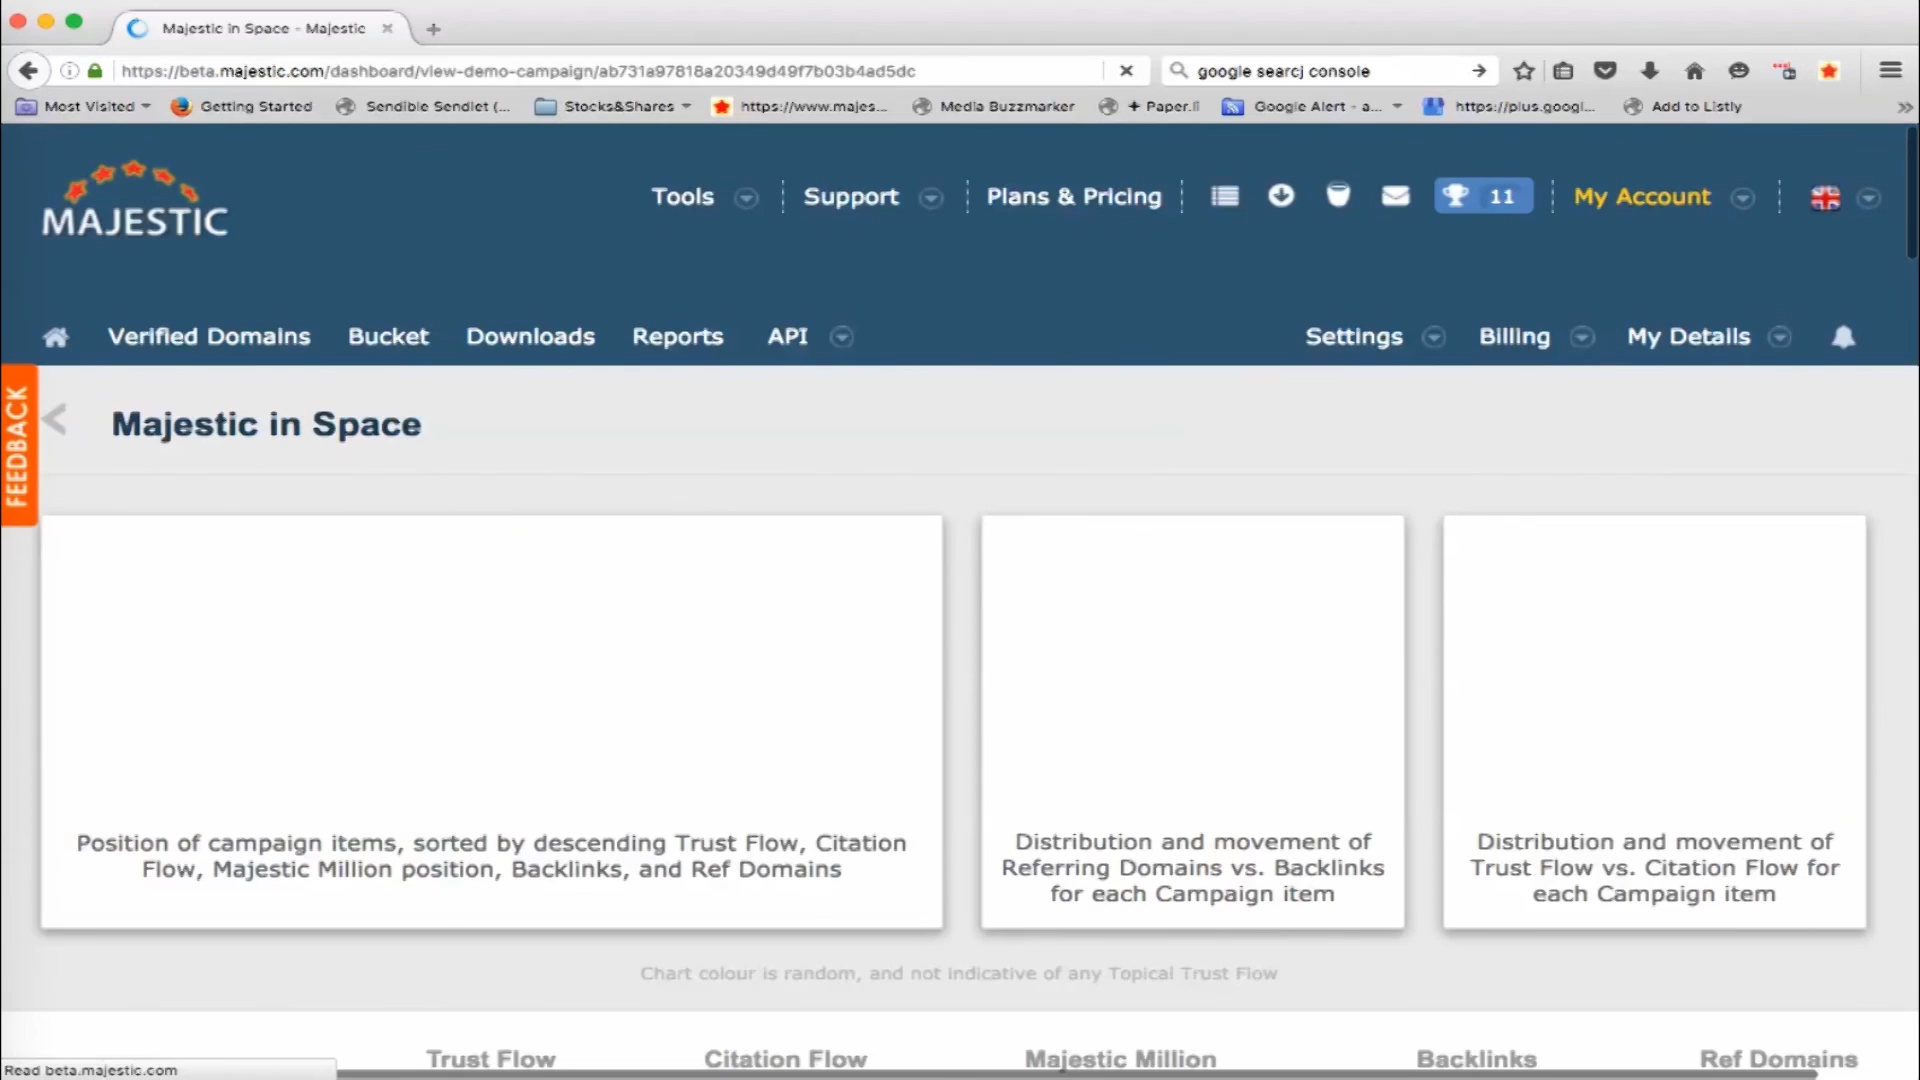 Majestic in Space - Majestic
https://beta.majestic.com/dashboard/view-demo-campaign/ab731a97818a20349d49f7b03b4ad5dc
google searcj console
Most Visited
Getting Started
Sendible Sendlet (...
Stocks&Shares
https://www.majes...
Media Buzzmarker
+ Paper.li
Google Alert - a...
https://plus.googl...
Add to Listly
MAJESTIC
Tools
Support
Plans & Pricing
11
My Account
Verified Domains
Bucket
Downloads
Reports
API
Settings
Billing
My Details
FEEDBACK
Majestic in Space
Position of campaign items, sorted by descending Trust Flow, Citation
Flow, Majestic Million position, Backlinks, and Ref Domains
Distribution and movement of
Referring Domains vs. Backlinks
for each Campaign item
Distribution and movement of
Trust Flow vs. Citation Flow for
each Campaign item
Chart colour is random, and not indicative of any Topical Trust Flow
Trust Flow
Citation Flow
Majestic Million
Backlinks
Ref Domains
Read beta.majestic.com